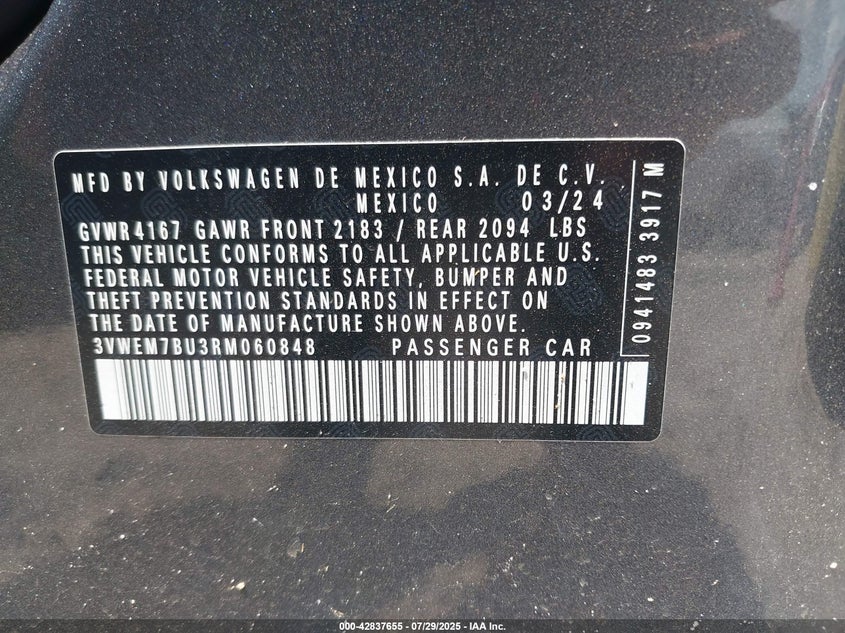 MFD BY VOLKSWAGEN DE MEXICO S.A. DE C.V.
MEXICO 03/24
GVWR4167 GAWR FRONT 2183 / REAR 2094 LBS
THIS VEHICLE CONFORMS TO ALL APPLICABLE U.S.
FEDERAL MOTOR VEHICLE SAFETY, BUMPER AND
THEFT PREVENTION STANDARDS IN EFFECT ON
THE DATE OF MANUFACTURE SHOWN ABOVE.
3VWEM7BU3RM060848 PASSENGER CAR
0941483 3917 M
000-42837655 - 07/29/2025 - IAA Inc.